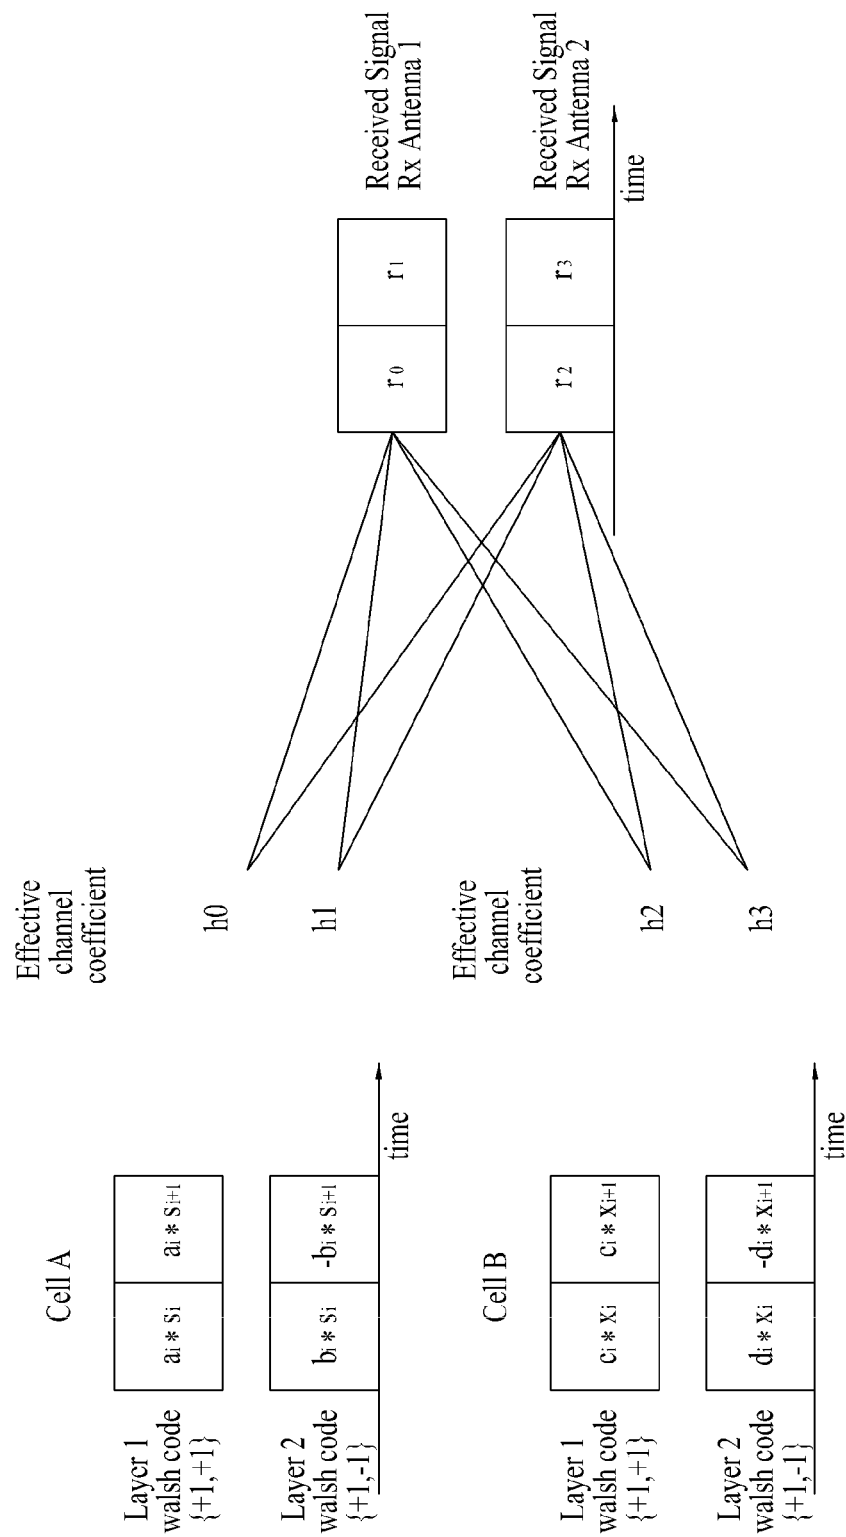 Cell A
Layer 1
walsh code
{+1,+1}
ai * si
ai * si+1
Layer 2
walsh code
{+1,-1}
bi * si
-bi * si+1
time
Cell B
Layer 1
walsh code
{+1,+1}
ci * xi
ci * xi+1
Layer 2
walsh code
{+1,-1}
di * xi
-di * xi+1
time
Effective
channel
coefficient
h0
h1
Effective
channel
coefficient
h2
h3
r0
r1
Received Signal
Rx Antenna 1
r2
r3
Received Signal
Rx Antenna 2
time